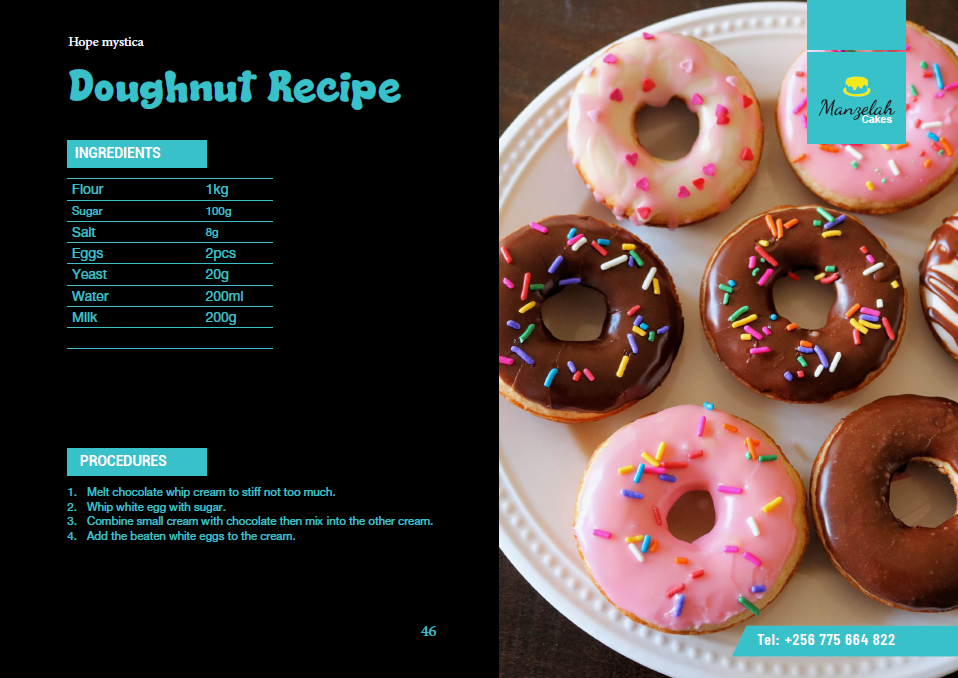 Hope mystica
Doughnut Recipe
INGREDIENTS
Flour 1kg
Sugar 100g
Salt 8g
Eggs 2pcs
Yeast 20g
Water 200ml
Milk 200g
PROCEDURES
1. Melt chocolate whip cream to stiff not too much.
2. Whip white egg with sugar.
3. Combine small cream with chocolate then mix into the other cream.
4. Add the beaten white eggs to the cream.
46
Manzelah
Cakes
Tel: +256 775 664 822